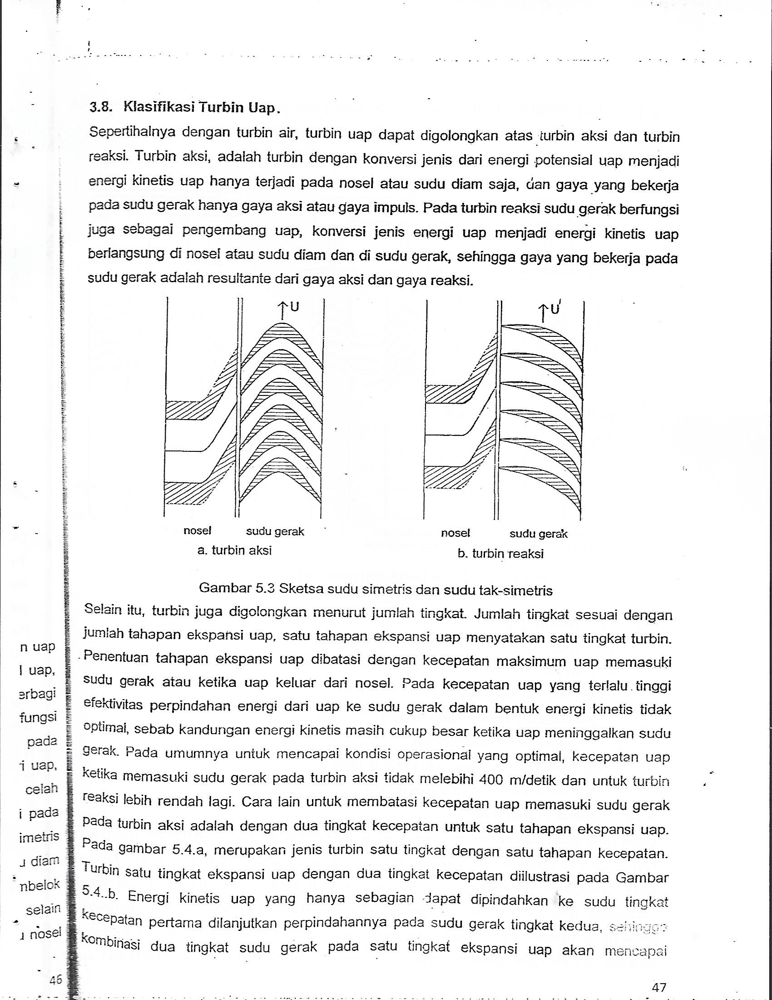 3.8. Klasifikasi Turbin Uap.
Sepertihalnya dengan turbin air, turbin uap dapat digolongkan atas turbin aksi dan turbin
reaksi. Turbin aksi, adalah turbin dengan konversi jenis dari energi potensial uap menjadi
energi kinetis uap hanya terjadi pada nosel atau sudu diam saja, dan gaya yang bekerja
pada sudu gerak hanya gaya aksi atau gaya impuls. Pada turbin reaksi sudu gerak berfungsi
juga sebagai pengembang uap, konversi jenis energi uap menjadi energi kinetis uap
berlangsung di nosel atau sudu diam dan di sudu gerak, sehingga gaya yang bekerja pada
sudu gerak adalah resultante dari gaya aksi dan gaya reaksi.
U
U
nosel sudu gerak
a. turbin aksi
nosel sudu gerak
b. turbin reaksi
Gambar 5.3 Sketsa sudu simetris dan sudu tak-simetris
Selain itu, turbin juga digolongkan menurut jumlah tingkat. Jumlah tingkat sesuai dengan
jumlah tahapan ekspansi uap, satu tahapan ekspansi uap menyatakan satu tingkat turbin.
Penentuan tahapan ekspansi uap dibatasi dengan kecepatan maksimum uap memasuki
sudu gerak atau ketika uap keluar dari nosel. Pada kecepatan uap yang terlalu tinggi
efektivitas perpindahan energi dari uap ke sudu gerak dalam bentuk energi kinetis tidak
optimal, sebab kandungan energi kinetis masih cukup besar ketika uap meninggalkan sudu
gerak. Pada umumnya untuk mencapai kondisi operasional yang optimal, kecepatan uap
ketika memasuki sudu gerak pada turbin aksi tidak melebihi 400 m/detik dan untuk turbin
reaksi lebih rendah lagi. Cara lain untuk membatasi kecepatan uap memasuki sudu gerak
pada turbin aksi adalah dengan dua tingkat kecepatan untuk satu tahapan ekspansi uap.
Pada gambar 5.4.a, merupakan jenis turbin satu tingkat dengan satu tahapan kecepatan.
Turbin satu tingkat ekspansi uap dengan dua tingkat kecepatan diilustrasi pada Gambar
5.4..b. Energi kinetis uap yang hanya sebagian dapat dipindahkan ke sudu tingkat
kecepatan pertama dilanjutkan perpindahannya pada sudu gerak tingkat kedua, sehingga
kombinasi dua tingkat sudu gerak pada satu tingkat ekspansi uap akan mencapai
47
n uap
l uap,
erbagi
fungsi
pada
i uap,
celah
i pada
imetris
u diam
nbelok
selain
nosel
46